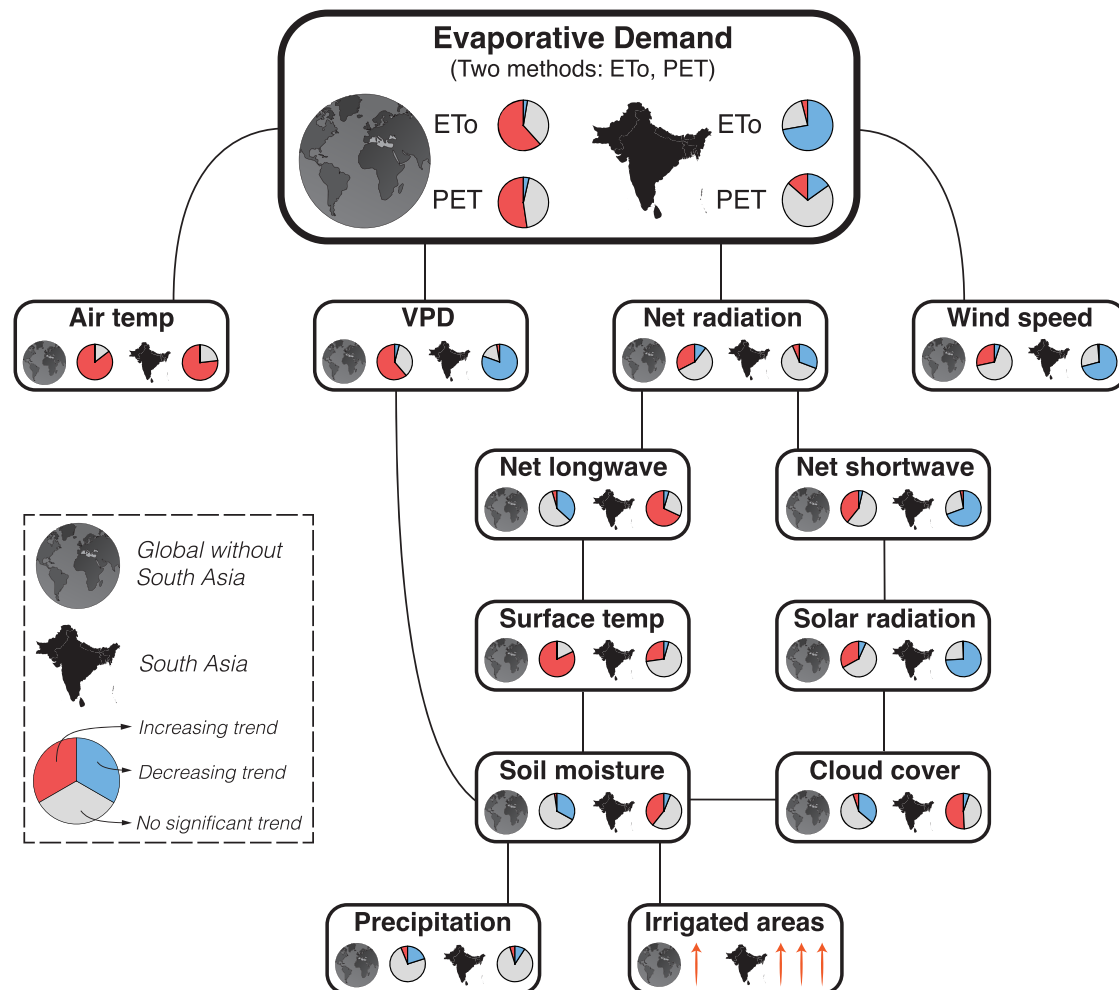 Evaporative Demand
(Two methods: ETo, PET)
ETo
ETo
PET
PET
Air temp
VPD
Net radiation
Wind speed
Net longwave
Net shortwave
Global without
South Asia
South Asia
Surface temp
Solar radiation
Increasing trend
Decreasing trend
No significant trend
Soil moisture
Cloud cover
Precipitation
Irrigated areas